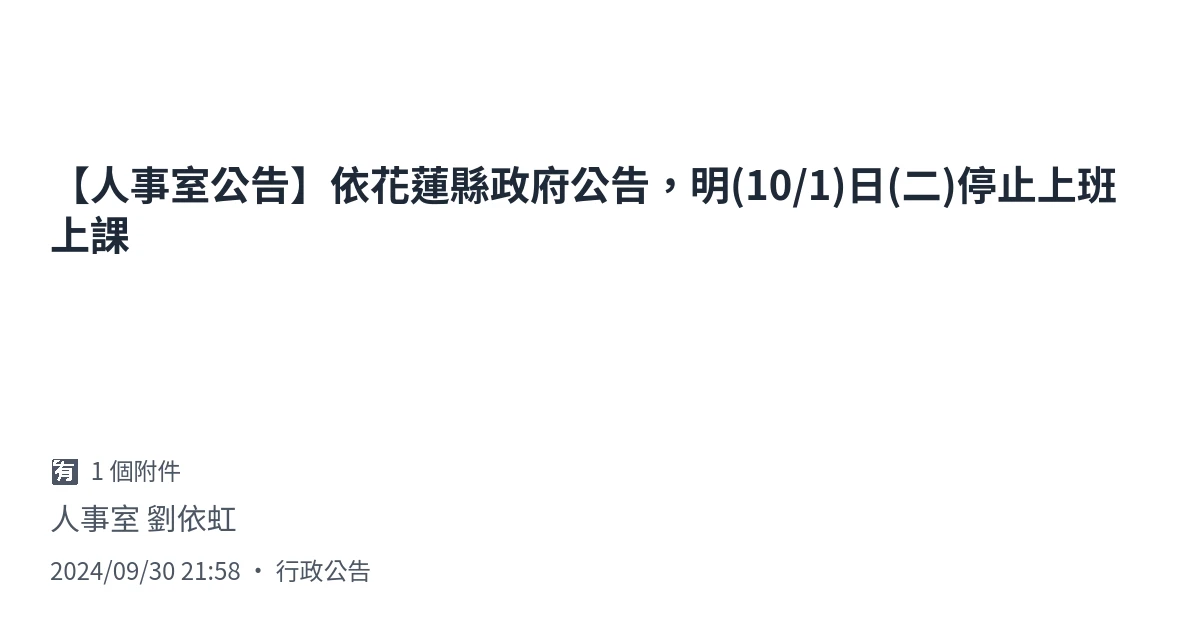 【人事室公告】依花蓮縣政府公告，明(10/1)日(二)停止上班
上課
🈶 1 個附件
人事室 劉依虹
2024/09/30 21:58 • 行政公告